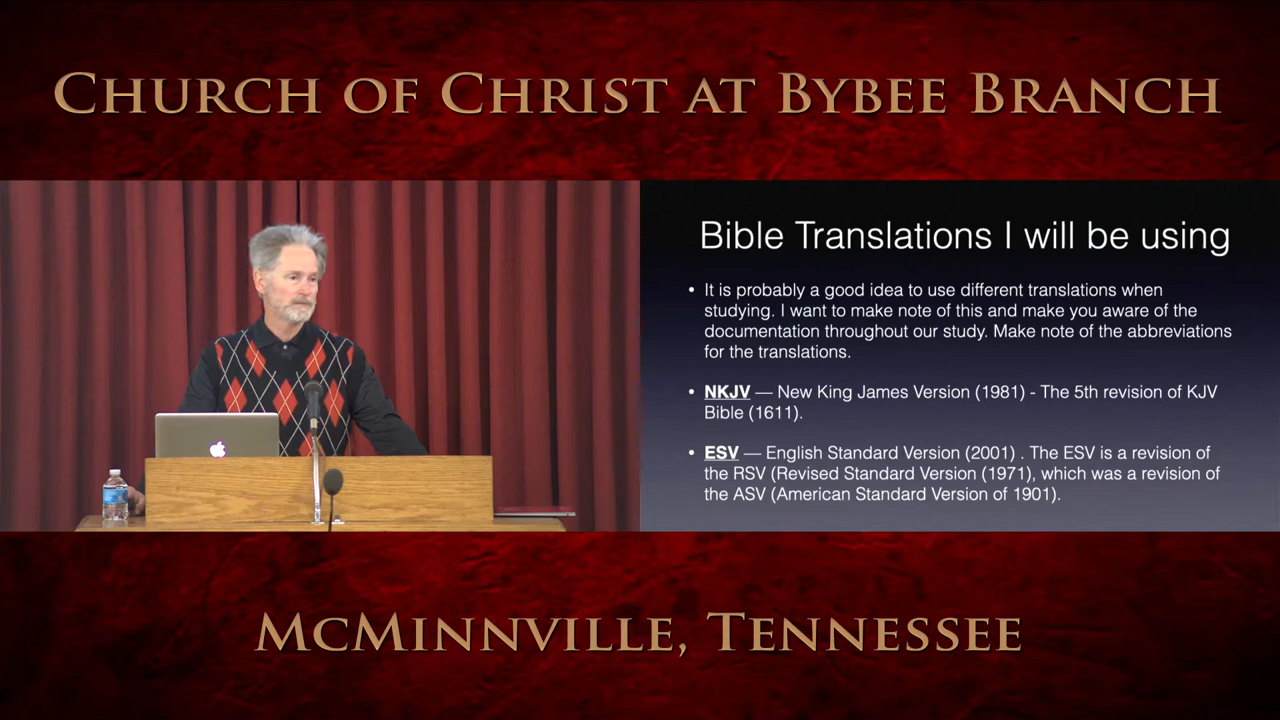 CHURCH OF CHRIST AT BYBEE BRANCH
Bible Translations I will be using
• It is probably a good idea to use different translations when
studying. I want to make note of this and make you aware of the
documentation throughout our study. Make note of the abbreviations
for the translations.
• NKJV — New King James Version (1981) - The 5th revision of KJV
Bible (1611).
• ESV — English Standard Version (2001) . The ESV is a revision of
the RSV (Revised Standard Version (1971), which was a revision of
the ASV (American Standard Version of 1901).
MCMINNVILLE, TENNESSEE